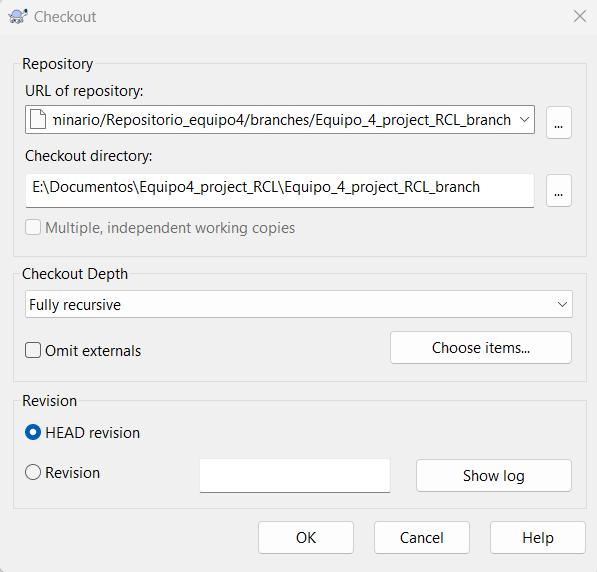 Checkout
Repository
URL of repository:
ninario/Repositorio_equipo4/branches/Equipo_4_project_RCL_branch
...
Checkout directory:
E:\Documentos\Equipo4_project_RCL\Equipo_4_project_RCL_branch
...
Multiple, independent working copies
Checkout Depth
Fully recursive
Omit externals
Choose items...
Revision
HEAD revision
Revision
Show log
OK
Cancel
Help